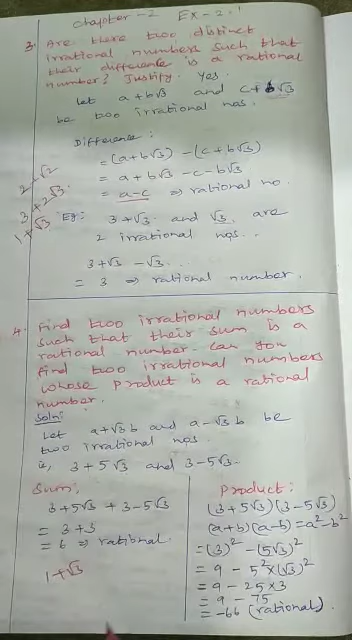 Chapter-2 Ex-2.1
3. Are there two distinct
irrational numbers such that
their difference is a rational
number? Justify. Yes.
Let a+b√3 and c+b√3
be two irrational nos.
Difference:
= (a+b√3) - (c+b√3)
= a+b√3 -c-b√3
= a-c ⇒ rational no.
2-√2
3+2√3
1+√3
Eg: 3+√3 and √3 are
2 irrational nos..
3+√3 -√3...
= 3 ⇒ rational number.
4. Find two irrational numbers
such that their sum is a
rational number. Can you
find two irrational numbers
whose product is a rational
number.
Soln:
Let a+√3b and a-√3b be
two irrational nos.
3+5√3 and 3-5√3.
Sum:
3+5√3 + 3-5√3
= 3+3
= 6 ⇒ rational.
1+√3
Product:
(3+5√3)(3-5√3)
(a+b)(a-b)=a²-b²
= (3)² - (5√3)²
= 9 - 5²×(√3)²
= 9 - 25×3
= 9 - 75
= -66 (rational).